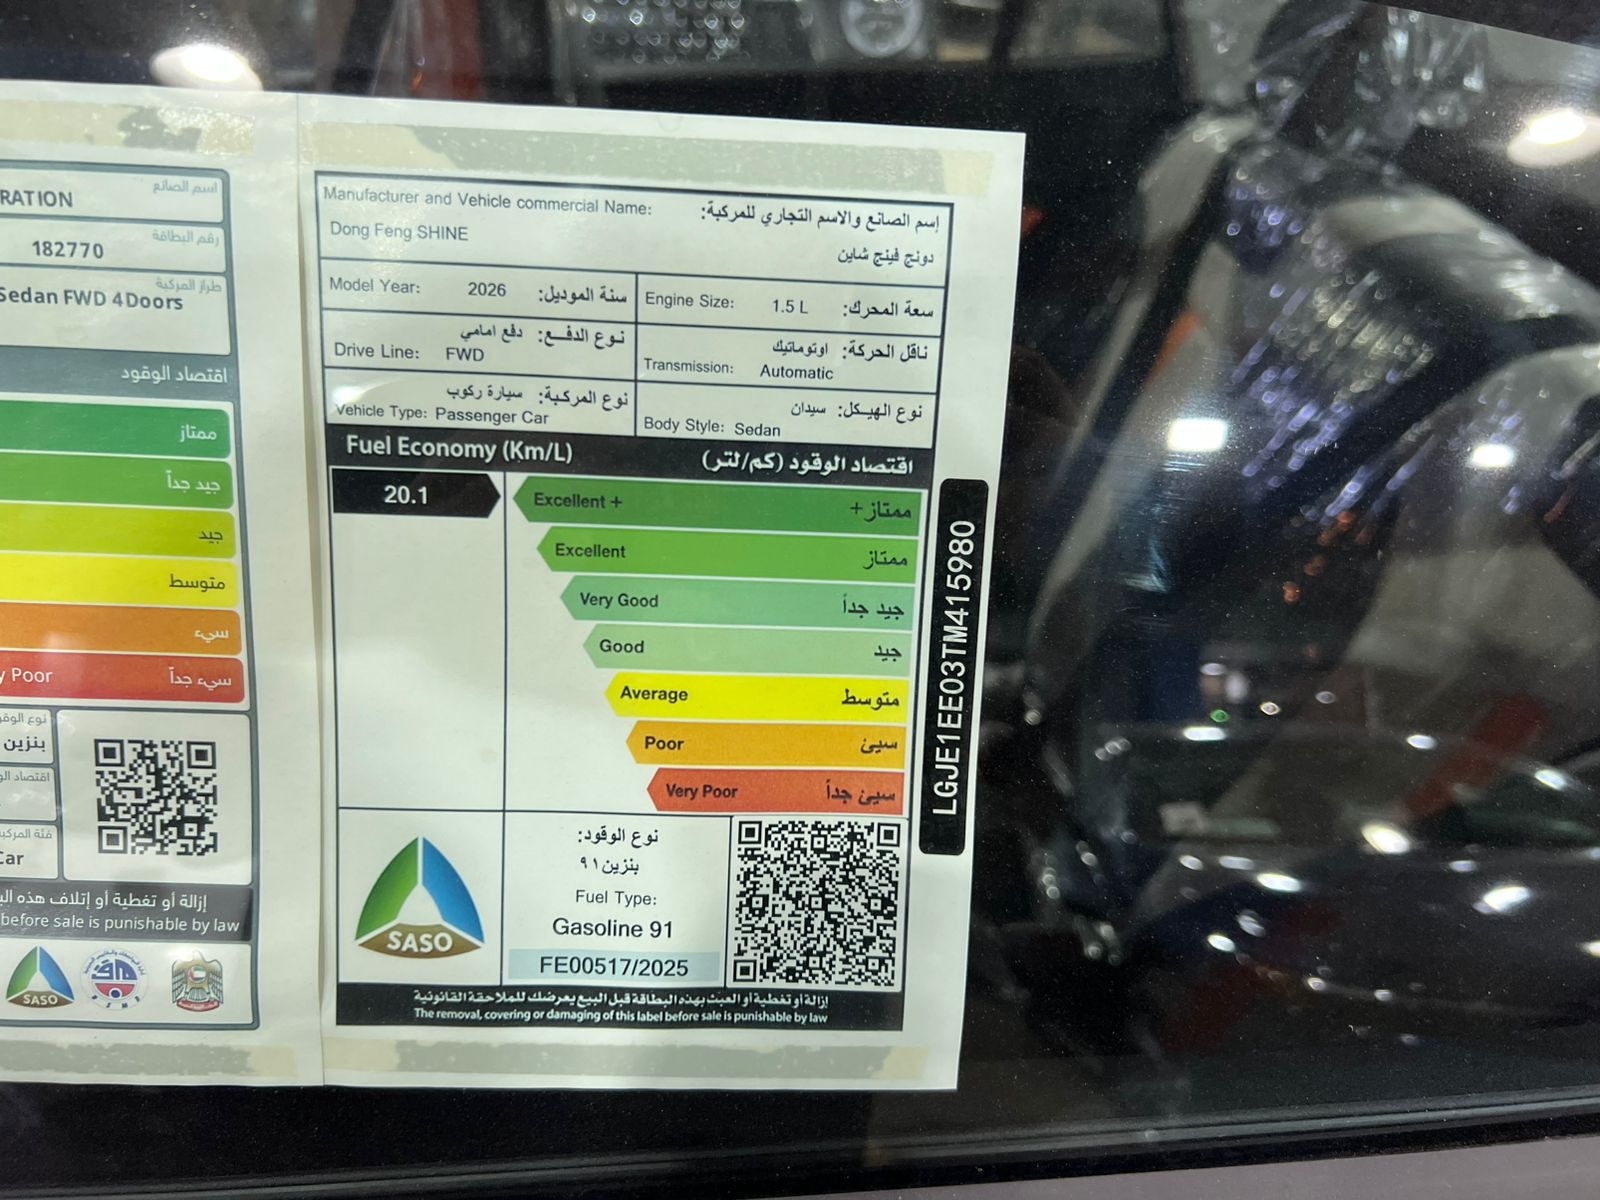 RATION
اسم الصانع
182770
رقم البطاقة
طراز المركبة
Sedan FWD 4Doors
اقتصاد الوقود
ممتاز
جيد جداً
جيد
متوسط
سيء
Poor
سيء جداً
بنزين
Car
فئة المركبة
إزالة أو تغطية أو إتلاف هذه
before sale is punishable by law
SASO
Manufacturer and Vehicle commercial Name:
إسم الصانع والاسم التجاري للمركبة:
Dong Feng SHINE
دونج فينج شاين
Model Year: 2026 سنة الموديل:
Engine Size: 1.5 L سعة المحرك:
نوع الدفـع: دفع امامي
Drive Line: FWD
ناقل الحركة: اوتوماتيك
Transmission: Automatic
نوع المركـبة: سيارة ركوب
Vehicle Type: Passenger Car
نوع الهيـكل: سيدان
Body Style: Sedan
Fuel Economy (Km/L)
اقتصاد الوقود (كم/لتر)
20.1
Excellent + ممتاز+
Excellent ممتاز
Very Good جيد جداً
Good جيد
Average متوسط
Poor سيئ
Very Poor سيئ جداً
LGJE1EE03TM415980
SASO
نوع الوقود:
بنزين ٩١
Fuel Type:
Gasoline 91
FE00517/2025
إزالة أو تغطية أو العبث بهذه البطاقة قبل البيع يعرضك للملاحقة القانونية
The removal, covering or damaging of this label before sale is punishable by law